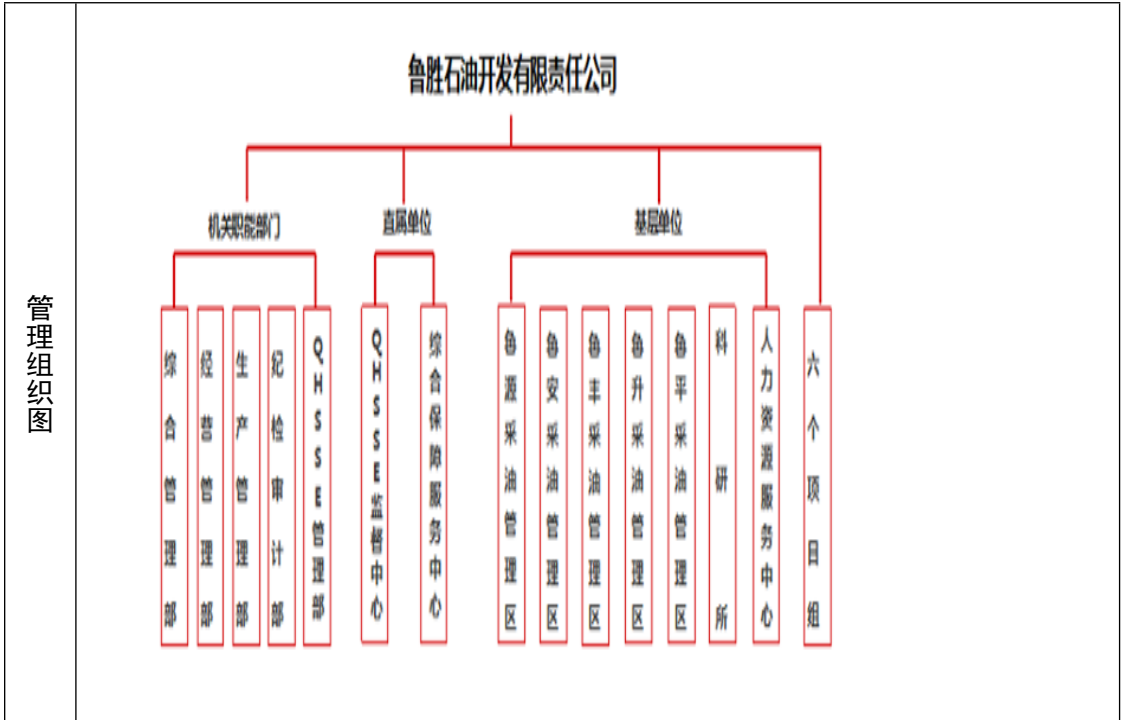 管理组织图
鲁胜石油开发有限责任公司
机关职能部门
直属单位
基层单位
综合管理部
经营管理部
生产管理部
纪检审计部
QHSSE管理部
QHSSE监督中心
综合保障服务中心
鲁源采油管理区
鲁安采油管理区
鲁丰采油管理区
鲁升采油管理区
鲁平采油管理区
科研所
人力资源服务中心
六个项目组